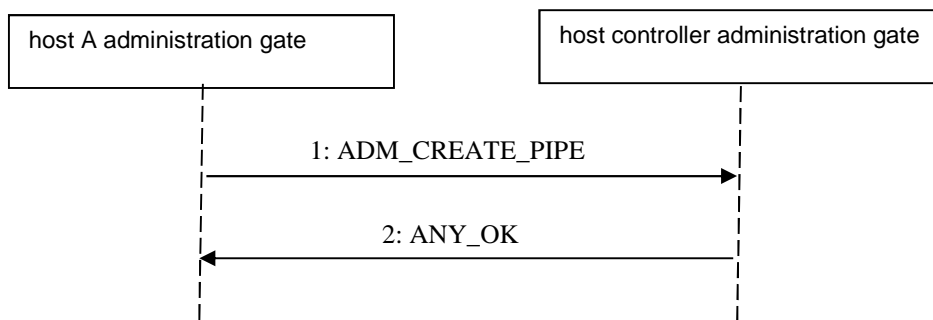 host A administration gate
host controller administration gate
1: ADM_CREATE_PIPE
2: ANY_OK